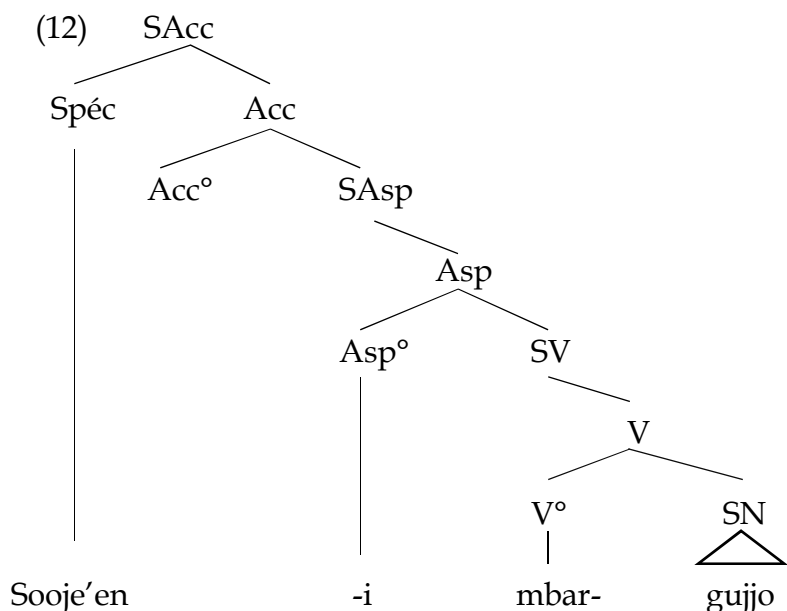 (12) SAcc
Spéc Acc
Acc° SAsp
Asp
Asp° SV
V
V° SN
Sooje’en -i mbar- gujjo